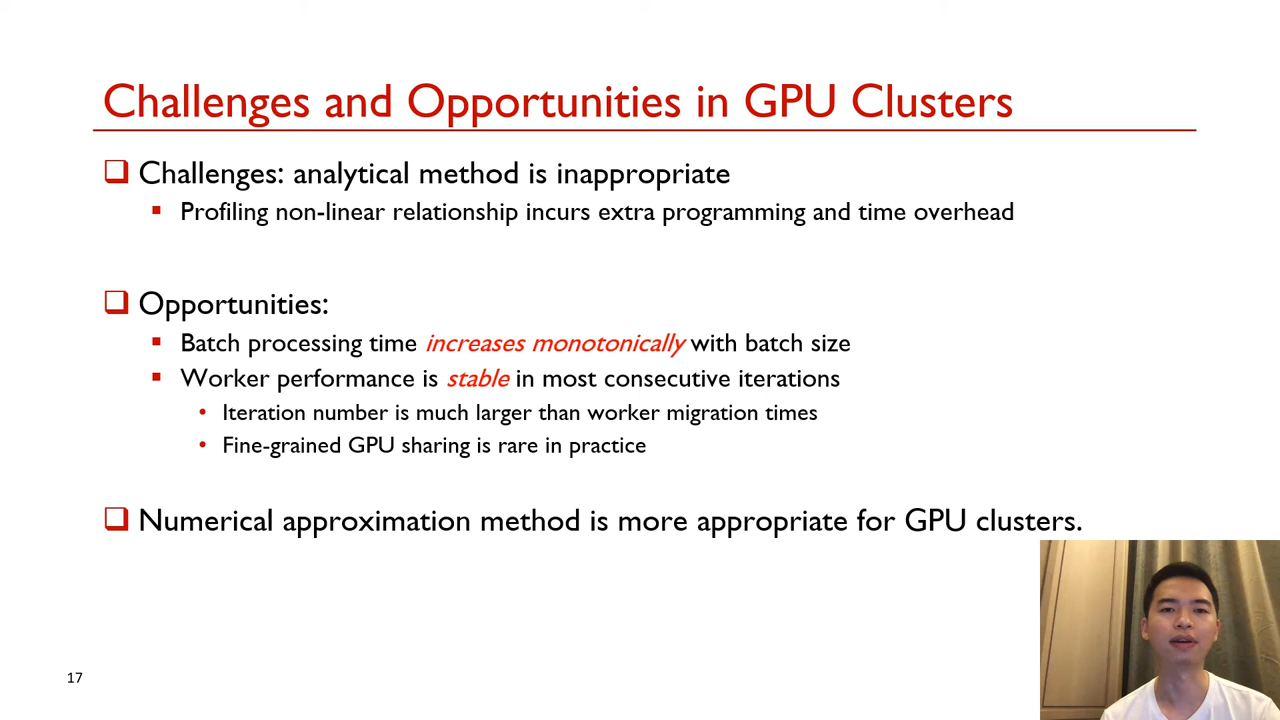 Challenges and Opportunities in GPU Clusters
Challenges: analytical method is inappropriate
Profiling non-linear relationship incurs extra programming and time overhead
Opportunities:
Batch processing time increases monotonically with batch size
Worker performance is stable in most consecutive iterations
Iteration number is much larger than worker migration times
Fine-grained GPU sharing is rare in practice
Numerical approximation method is more appropriate for GPU clusters.
17